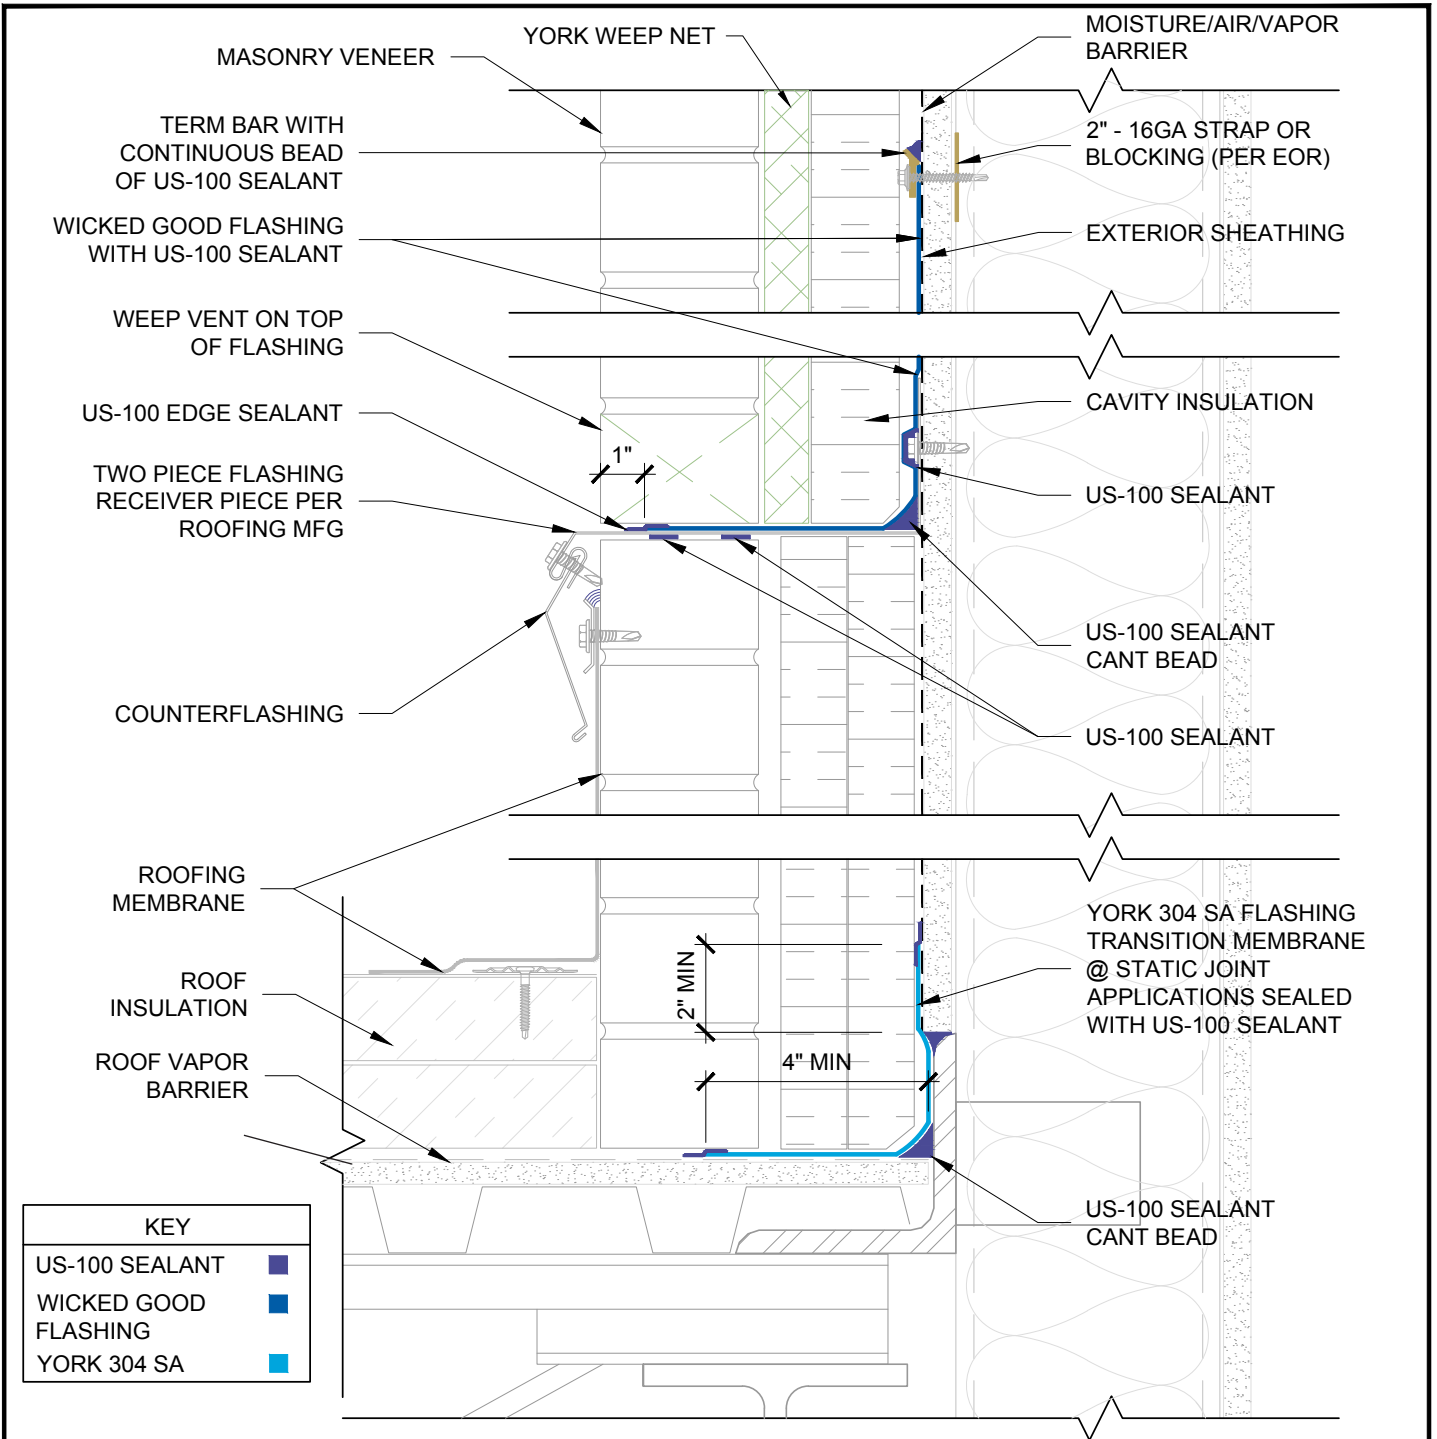 MASONRY VENEER
YORK WEEP NET
MOISTURE/AIR/VAPOR
BARRIER
TERM BAR WITH
CONTINUOUS BEAD
OF US-100 SEALANT
2" - 16GA STRAP OR
BLOCKING (PER EOR)
WICKED GOOD FLASHING
WITH US-100 SEALANT
EXTERIOR SHEATHING
WEEP VENT ON TOP
OF FLASHING
US-100 EDGE SEALANT
CAVITY INSULATION
1"
TWO PIECE FLASHING
RECEIVER PIECE PER
ROOFING MFG
US-100 SEALANT
US-100 SEALANT
CANT BEAD
COUNTERFLASHING
US-100 SEALANT
ROOFING
MEMBRANE
YORK 304 SA FLASHING
TRANSITION MEMBRANE
@ STATIC JOINT
APPLICATIONS SEALED
WITH US-100 SEALANT
2" MIN
ROOF
INSULATION
4" MIN
ROOF VAPOR
BARRIER
US-100 SEALANT
CANT BEAD
KEY
US-100 SEALANT
WICKED GOOD
FLASHING
YORK 304 SA